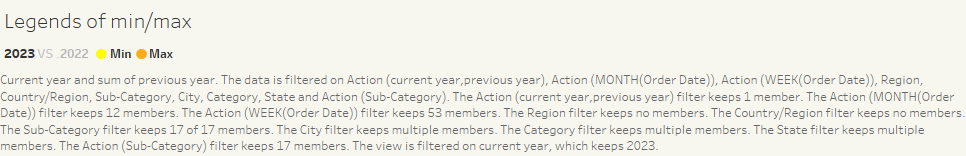 Legends of min/max
2023 VS .2022 Min Max
Current year and sum of previous year. The data is filtered on Action (current year,previous year), Action (MONTH(Order Date)), Action (WEEK(Order Date)), Region,
Country/Region, Sub-Category, City, Category, State and Action (Sub-Category). The Action (current year,previous year) filter keeps 1 member. The Action (MONTH(Order
Date)) filter keeps 12 members. The Action (WEEK(Order Date)) filter keeps 53 members. The Region filter keeps no members. The Country/Region filter keeps no members.
The Sub-Category filter keeps 17 of 17 members. The City filter keeps multiple members. The Category filter keeps multiple members. The State filter keeps multiple
members. The Action (Sub-Category) filter keeps 17 members. The view is filtered on current year, which keeps 2023.